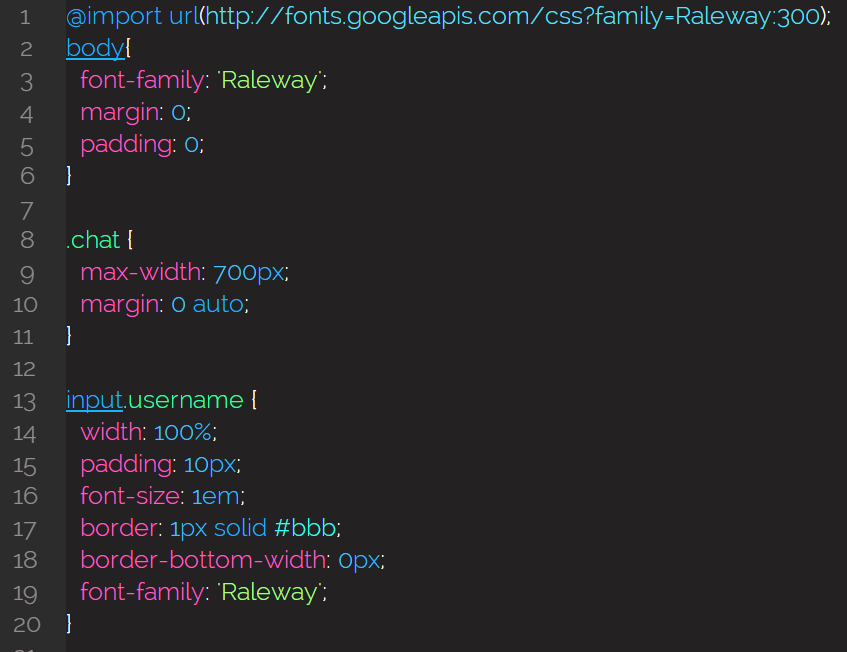 1 @import url(http://fonts.googleapis.com/css?family=Raleway:300);
2 body{
3 font-family: 'Raleway';
4 margin: 0;
5 padding: 0;
6 }
7
8 .chat {
9 max-width: 700px;
10 margin: 0 auto;
11 }
12
13 input.username {
14 width: 100%;
15 padding: 10px;
16 font-size: 1em;
17 border: 1px solid #bbb;
18 border-bottom-width: 0px;
19 font-family: 'Raleway';
20 }